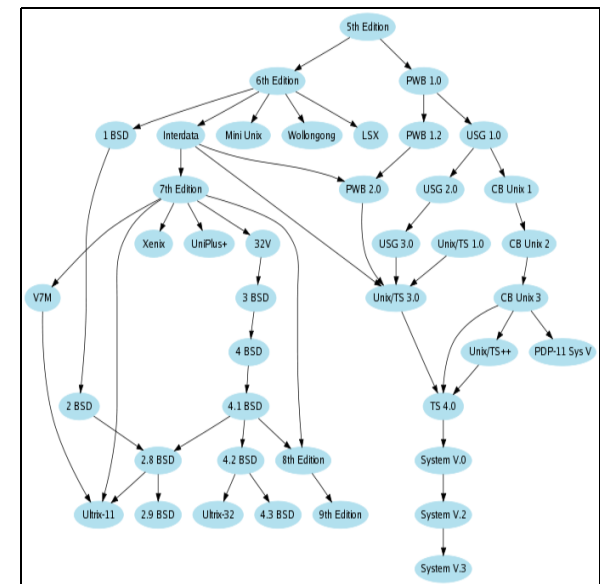 5th Edition
6th Edition
PWB 1.0
1 BSD
Interdata
Mini Unix
Wollongong
LSX
PWB 1.2
USG 1.0
7th Edition
PWB 2.0
USG 2.0
CB Unix 1
Xenix
UniPlus+
32V
USG 3.0
Unix/TS 1.0
CB Unix 2
V7M
3 BSD
Unix/TS 3.0
CB Unix 3
4 BSD
Unix/TS++
PDP-11 Sys V
2 BSD
4.1 BSD
TS 4.0
2.8 BSD
4.2 BSD
8th Edition
System V.0
Ultrix-11
2.9 BSD
Ultrix-32
4.3 BSD
9th Edition
System V.2
System V.3